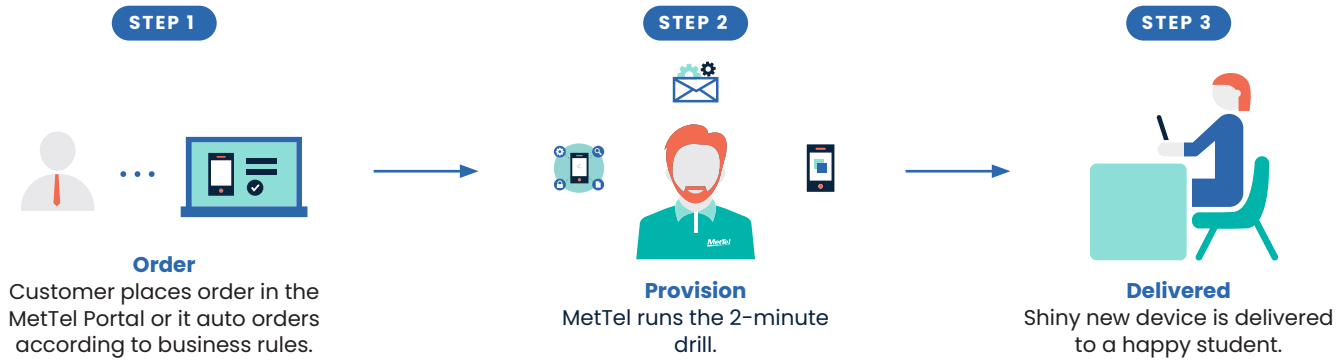 STEP 1
STEP 2
STEP 3
MetTel
Order
Customer places order in the
MetTel Portal or it auto orders
according to business rules.
Provision
MetTel runs the 2-minute
drill.
Delivered
Shiny new device is delivered
to a happy student.